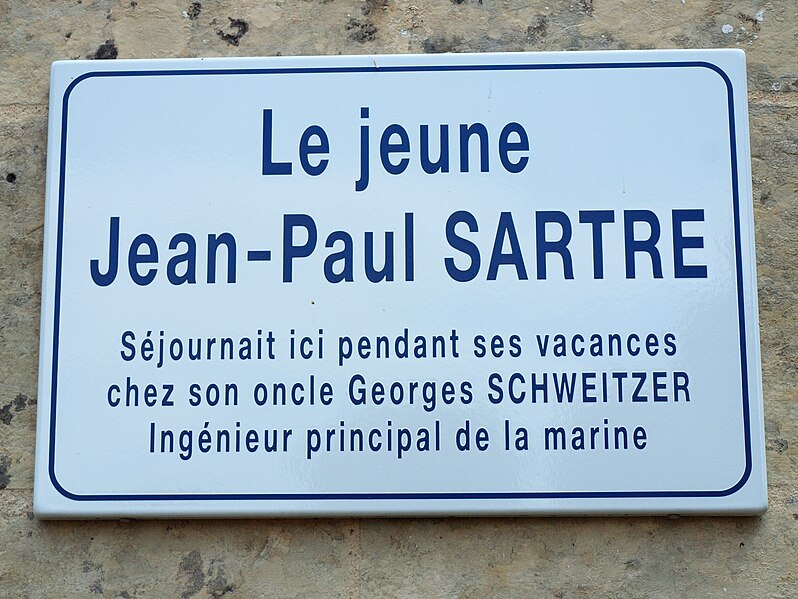 Le jeune
Jean-Paul SARTRE
Séjournait ici pendant ses vacances
chez son oncle Georges SCHWEITZER
Ingénieur principal de la marine